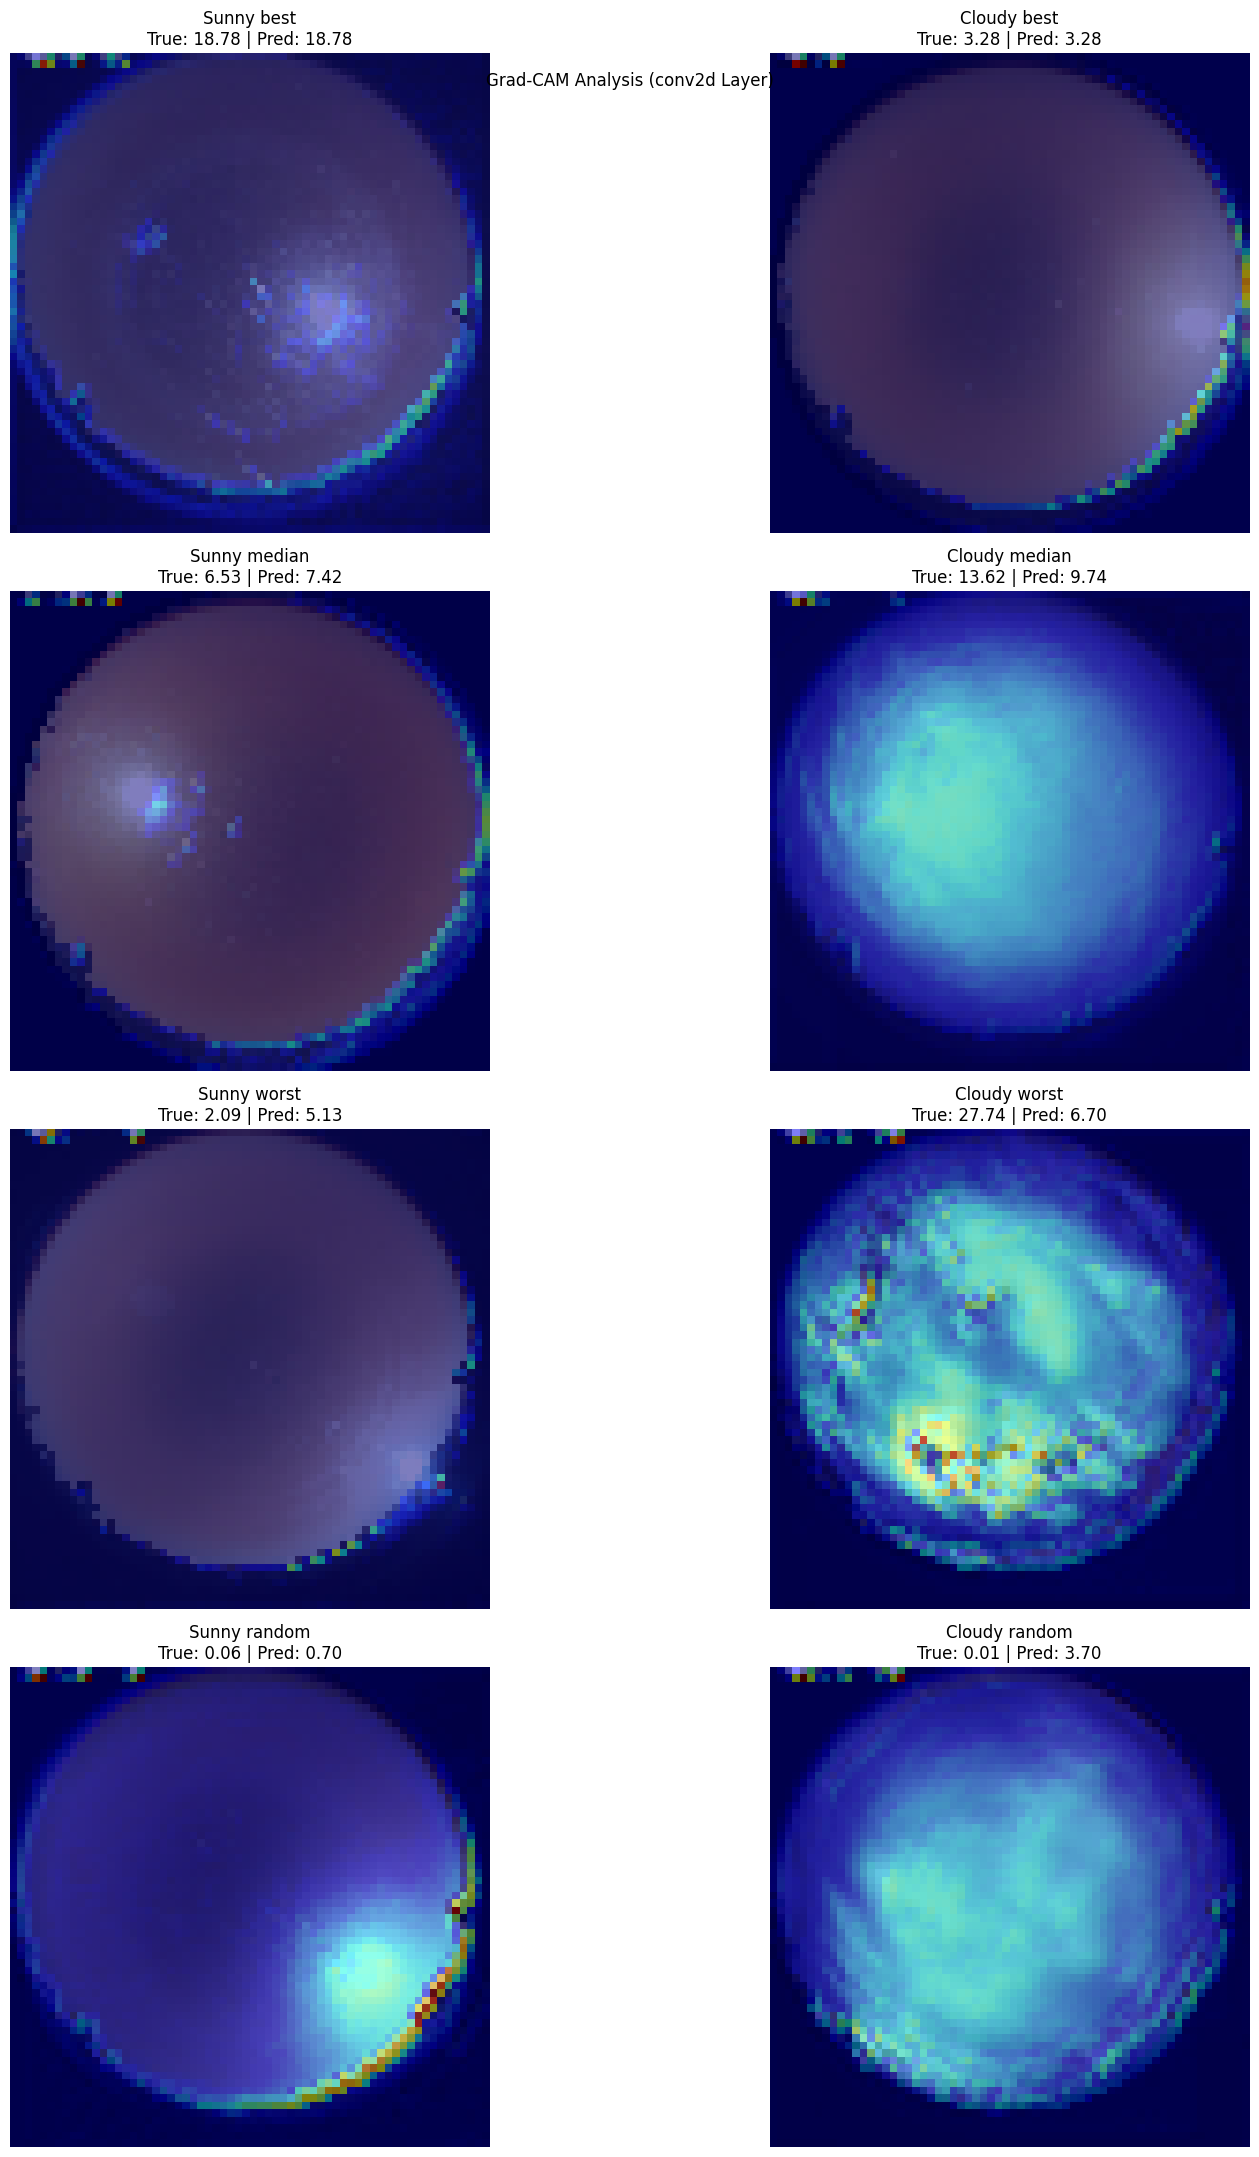 Sunny best
True: 18.78 | Pred: 18.78
Cloudy best
True: 3.28 | Pred: 3.28
Grad-CAM Analysis (conv2d Layer)
Sunny median
True: 6.53 | Pred: 7.42
Cloudy median
True: 13.62 | Pred: 9.74
Sunny worst
True: 2.09 | Pred: 5.13
Cloudy worst
True: 27.74 | Pred: 6.70
Sunny random
True: 0.06 | Pred: 0.70
Cloudy random
True: 0.01 | Pred: 3.70